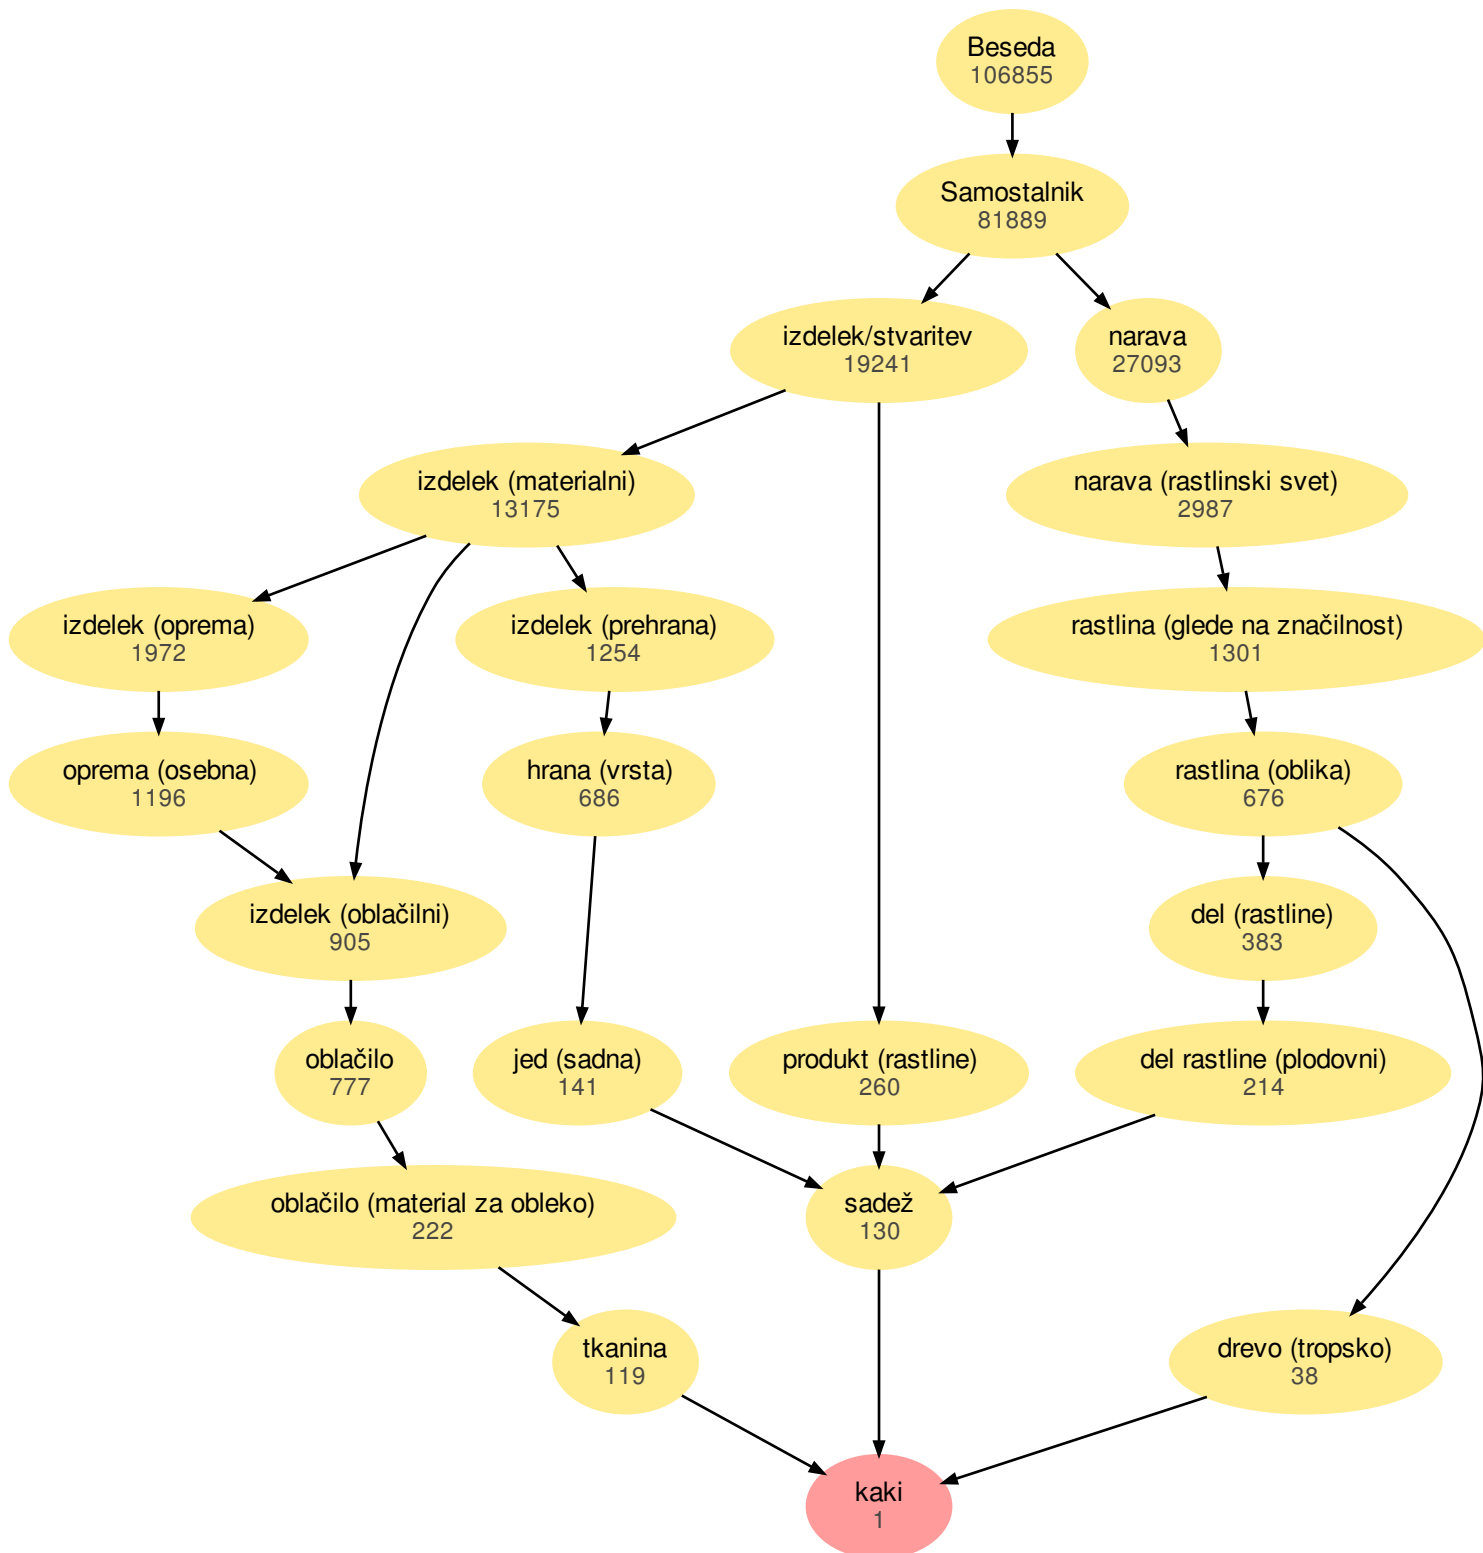 Beseda
106855
Samostalnik
81889
izdelek/stvaritev
19241
narava
27093
izdelek (materialni)
13175
narava (rastlinski svet)
2987
izdelek (oprema)
1972
izdelek (prehrana)
1254
rastlina (glede na značilnost)
1301
oprema (osebna)
1196
hrana (vrsta)
686
rastlina (oblika)
676
izdelek (oblačilni)
905
del (rastline)
383
oblačilo
777
jed (sadna)
141
produkt (rastline)
260
del rastline (plodovni)
214
oblačilo (material za obleko)
222
sadež
130
tkanina
119
drevo (tropsko)
38
kaki
1